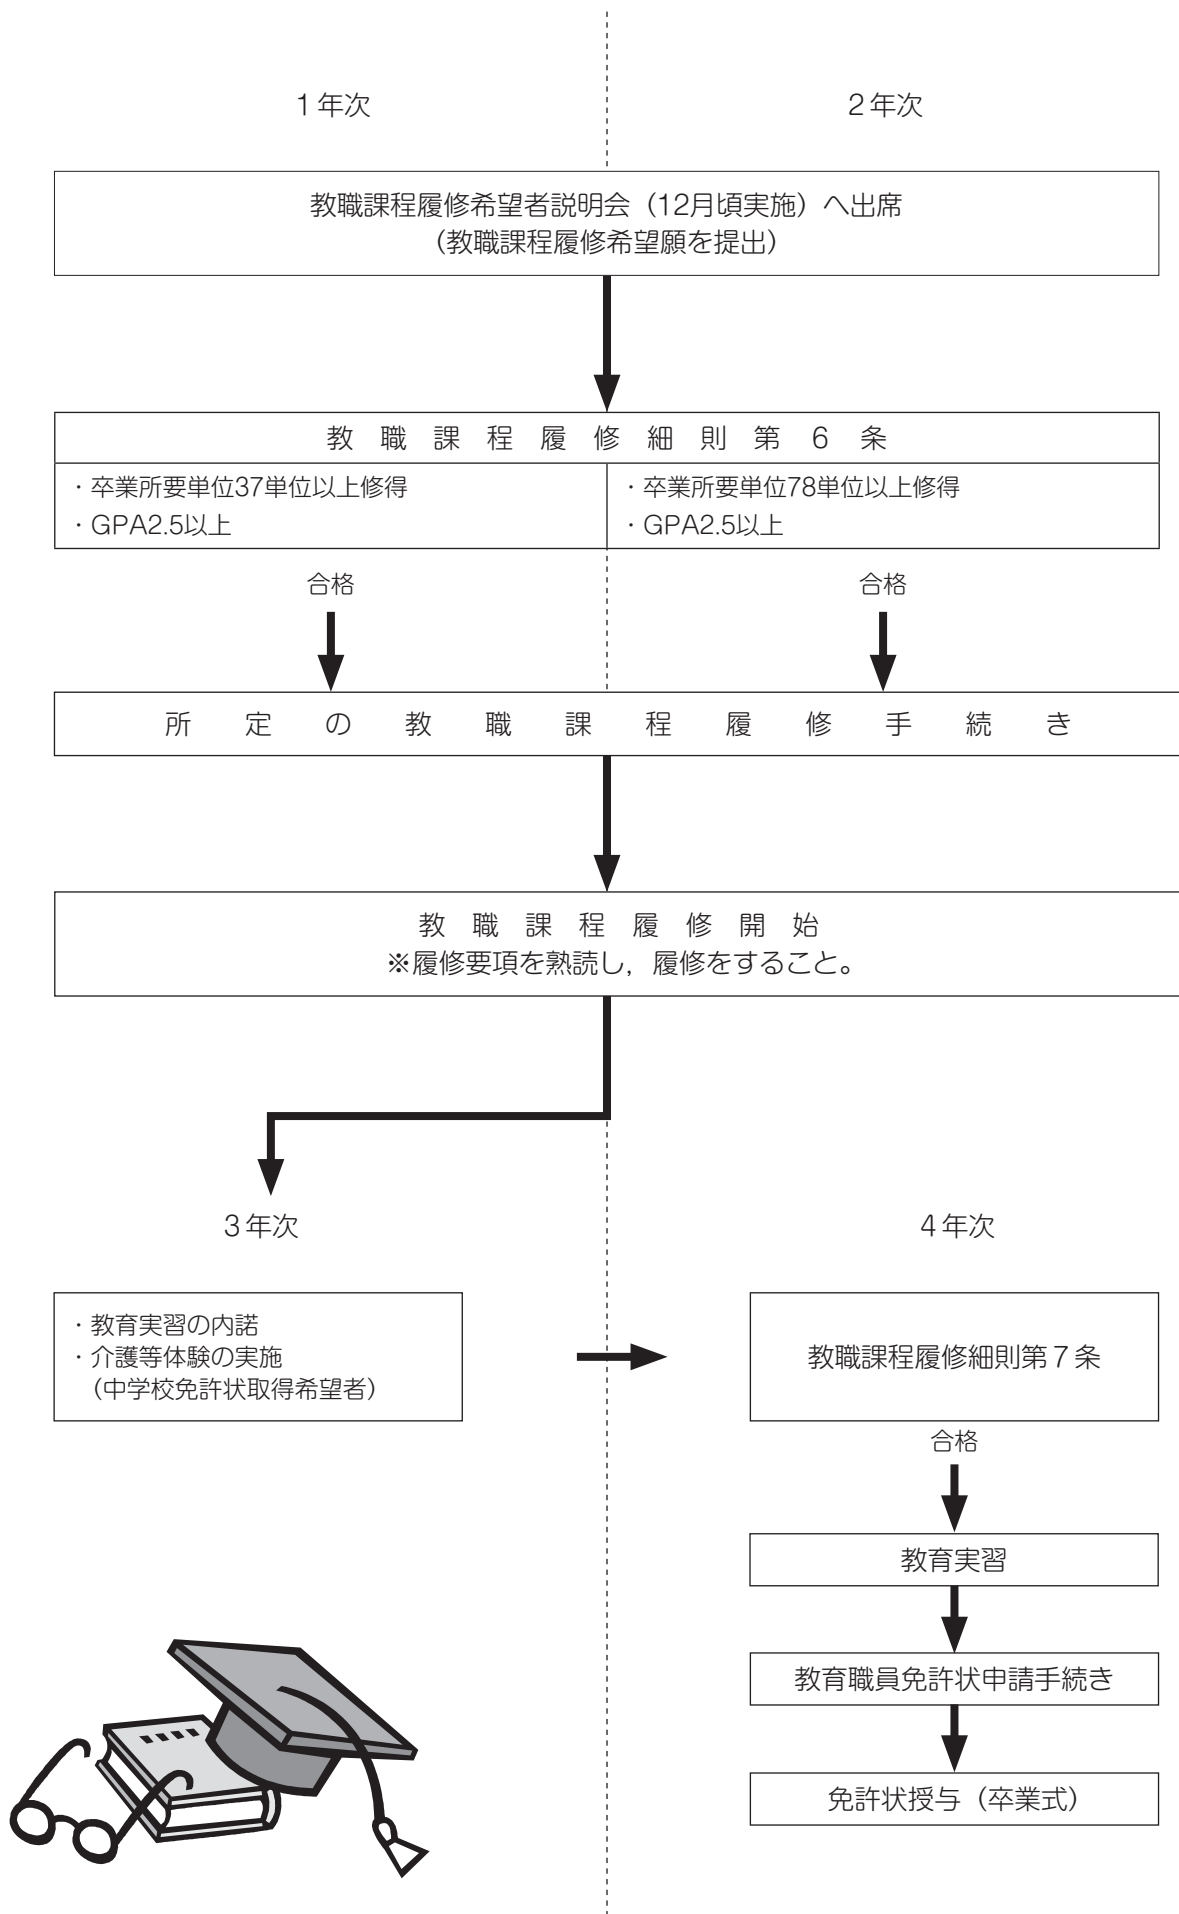 1年次
2年次
教職課程履修希望者説明会（12月頃実施）へ出席
（教職課程履修希望願を提出）
教職課程履修細則第6条
・卒業所要単位37単位以上修得
・GPA2.5以上
・卒業所要単位78単位以上修得
・GPA2.5以上
合格
合格
所定の教職課程履修手続き
教職課程履修開始
※履修要項を熟読し，履修をすること。
3年次
4年次
・教育実習の内諾
・介護等体験の実施
（中学校免許状取得希望者）
教職課程履修細則第7条
合格
教育実習
教育職員免許状申請手続き
免許状授与（卒業式）